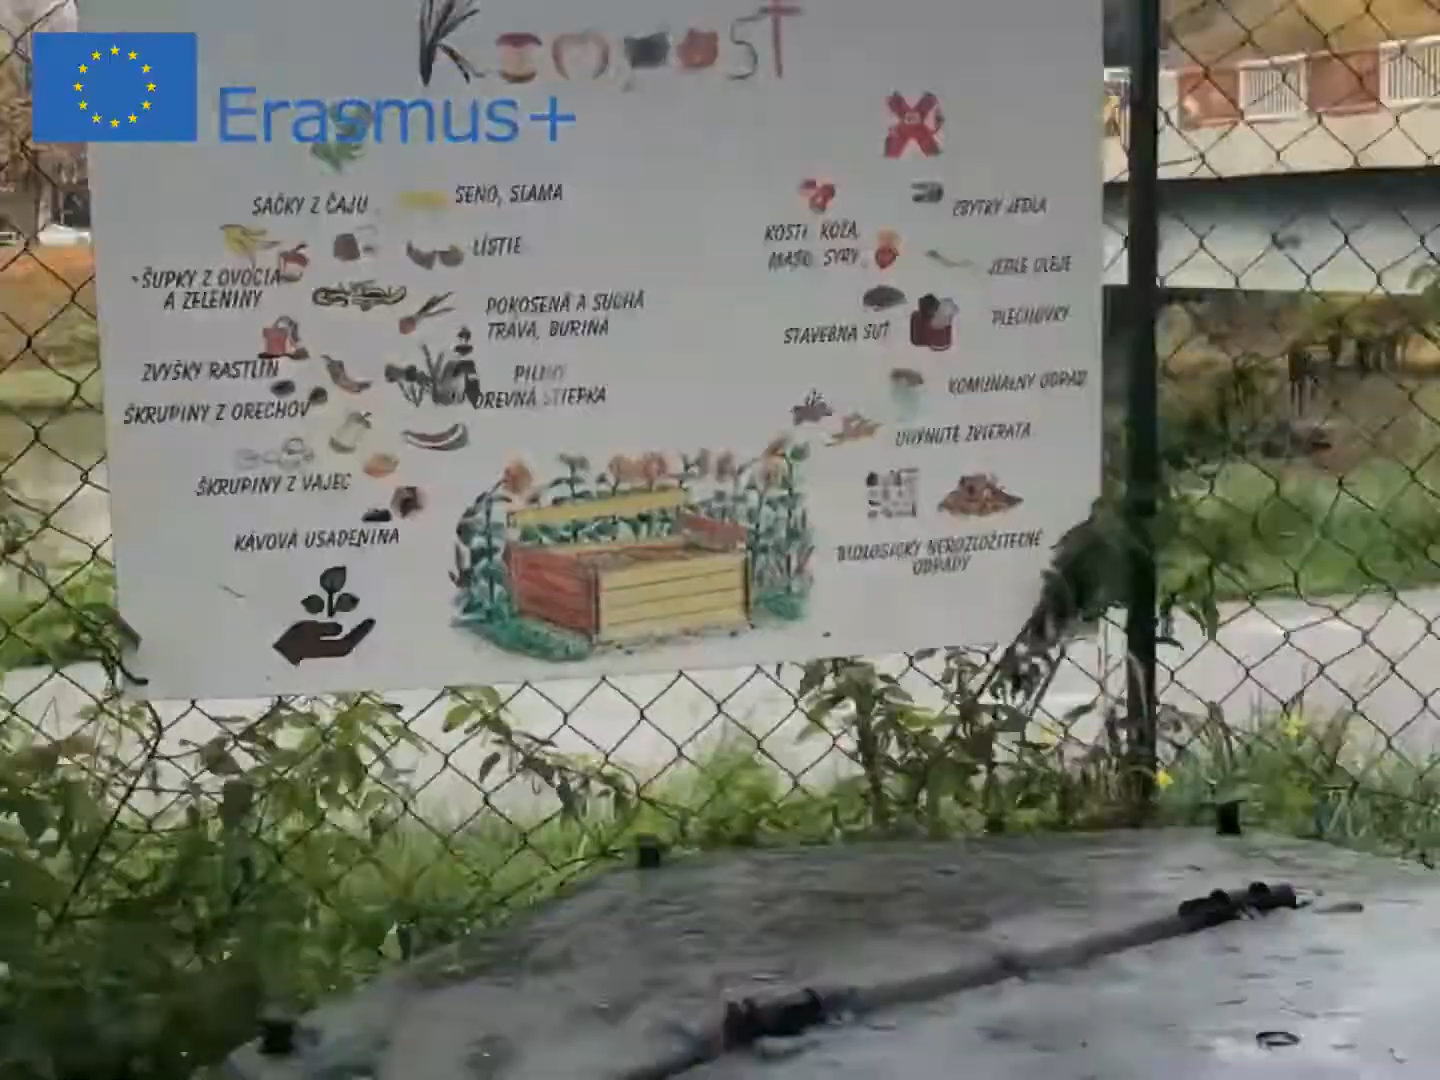 Kompost
Erasmus+
SÁČKY Z ČAJU
SENO, SLAMA
LÍSTIE
ŠUPKY Z OVOCIA
A ZELENINY
POKOSENÁ A SUCHÁ
TRÁVA, BURINA
ZVYŠKY RASTLÍN
PILINY
DREVNÁ ŠTIEPKA
ŠKRUPINY Z ORECHOV
ŠKRUPINY Z VAJEC
KÁVOVÁ USADENINA
ZBYTKY JEDLA
KOSTI, KOŽA,
MÄSO, SYRY
JEDLÉ OLEJE
STAVEBNÁ SUŤ
PLECHOVKY
KOMUNÁLNY ODPAD
UHYNUTÉ ZVIERATÁ
BIOLOGICKY NEROZLOŽITEĽNÉ
ODPADY